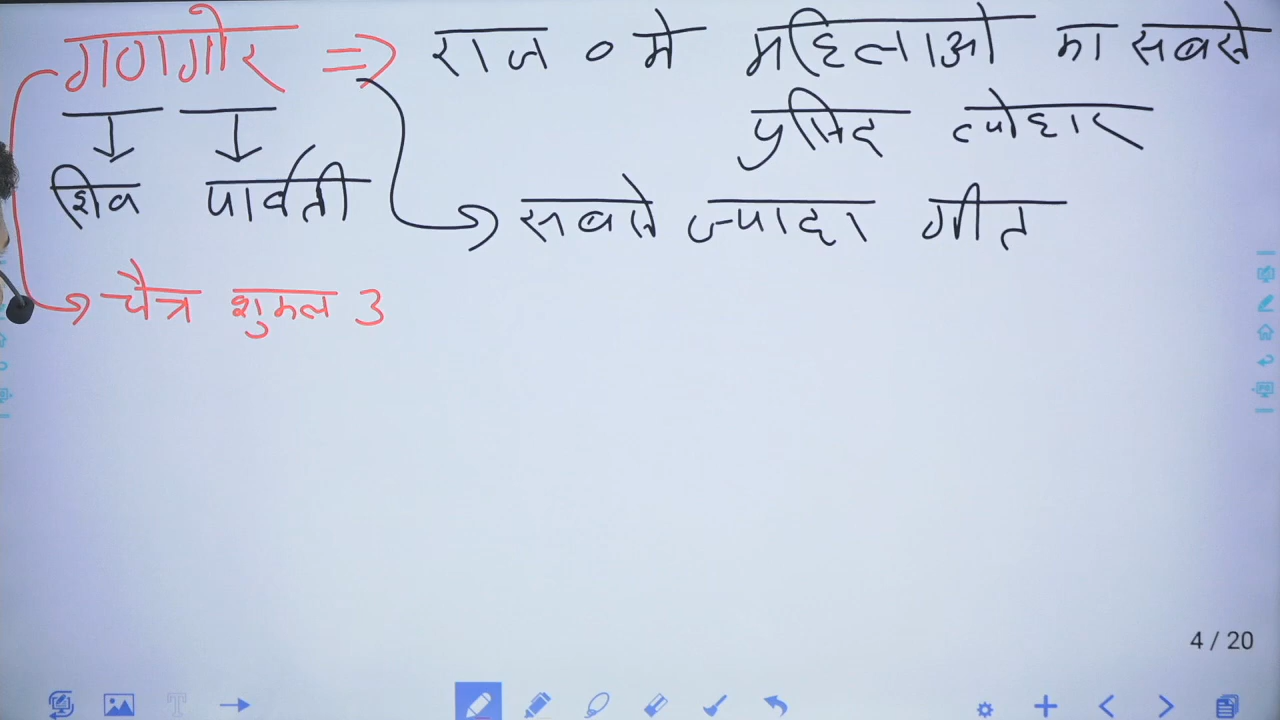 गणगौर => राज० मे महिलाओ का सबसे
प्रसिद त्योहार
शिव पार्वती
सबसे ज्यादा गीत
चैत्र शुक्ल 3
4 / 20